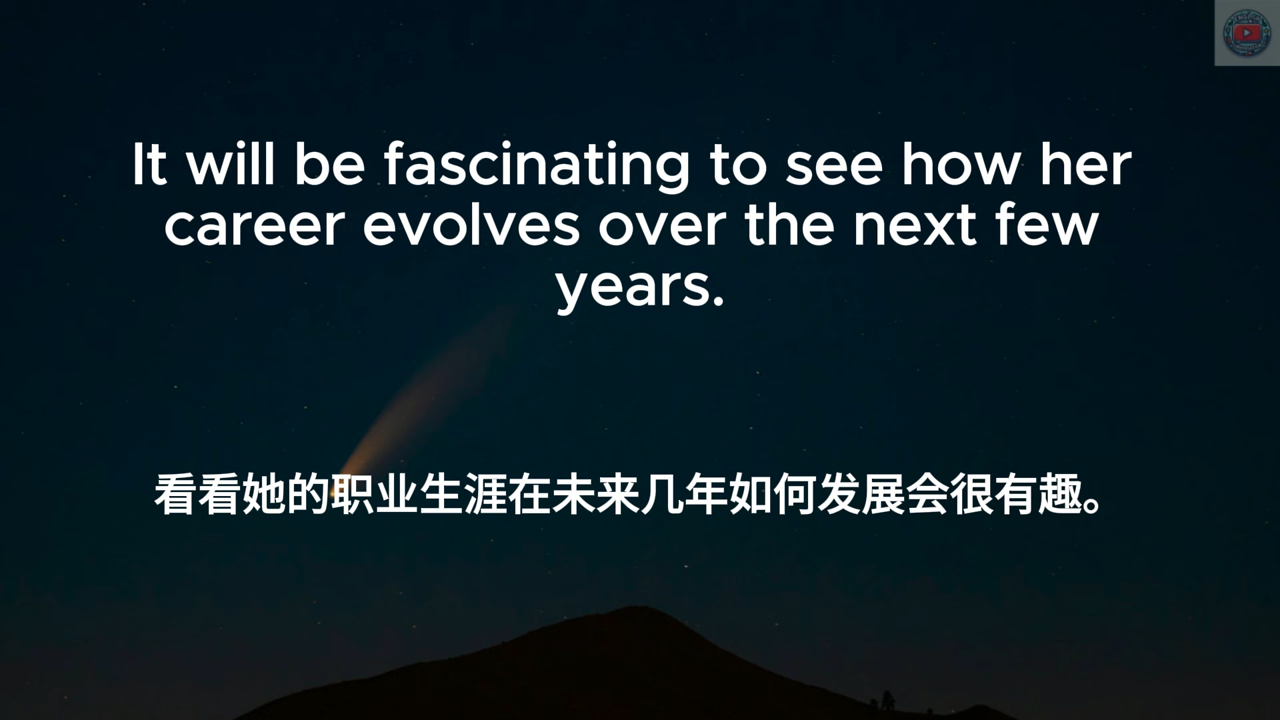 It will be fascinating to see how her
career evolves over the next few
years.
看看她的职业生涯在未来几年如何发展会很有趣。